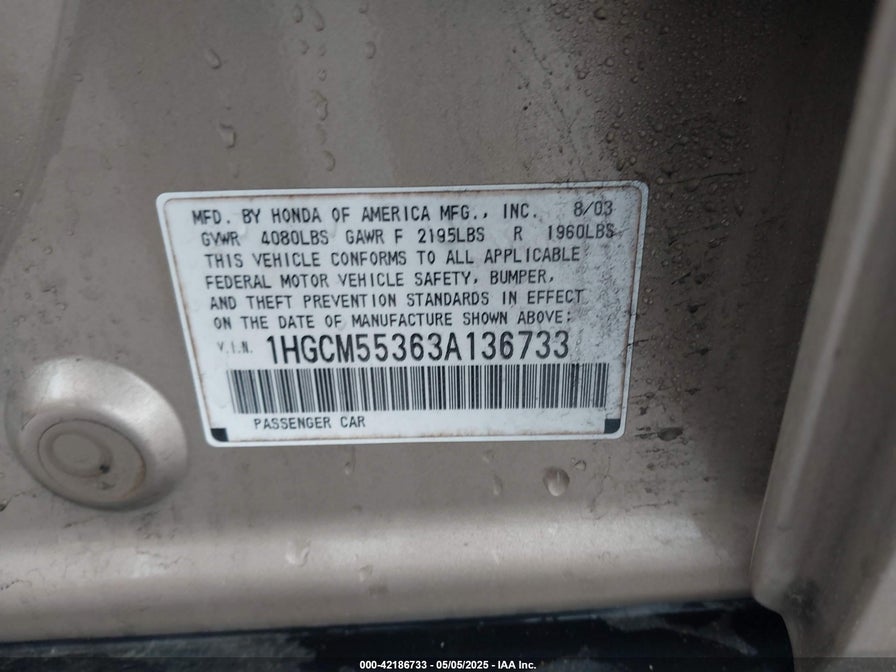 MFD. BY HONDA OF AMERICA MFG., INC. 8/03
GVWR 4080LBS GAWR F 2195LBS R 1960LBS
THIS VEHICLE CONFORMS TO ALL APPLICABLE
FEDERAL MOTOR VEHICLE SAFETY, BUMPER,
AND THEFT PREVENTION STANDARDS IN EFFECT
ON THE DATE OF MANUFACTURE SHOWN ABOVE:
V.I.N. 1HGCM55363A136733
PASSENGER CAR
000-42186733 - 05/05/2025 - IAA Inc.